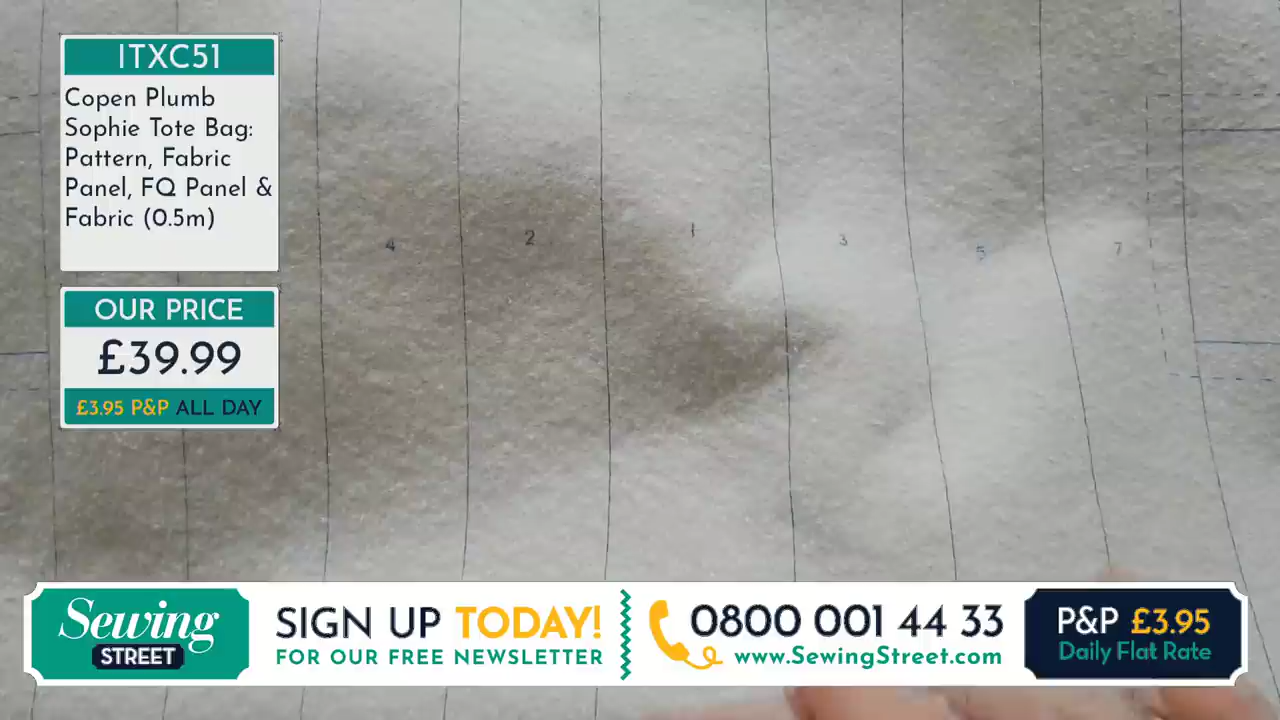 ITXC51
Copen Plumb
Sophie Tote Bag:
Pattern, Fabric
Panel, FQ Panel &
Fabric (0.5m)
OUR PRICE
£39.99
£3.95 P&P ALL DAY
4 2 1 3 5 7
Sewing
STREET
SIGN UP TODAY!
FOR OUR FREE NEWSLETTER
0800 001 44 33
www.SewingStreet.com
P&P £3.95
Daily Flat Rate